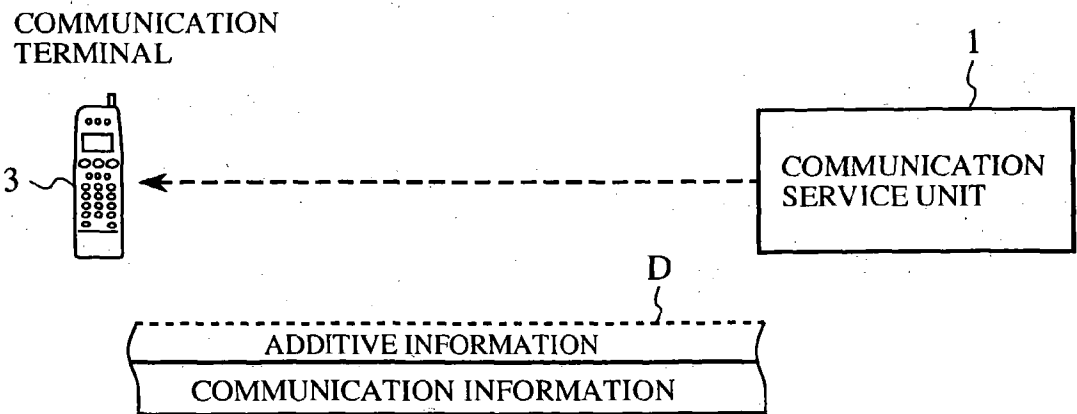 COMMUNICATION
TERMINAL
1
3
COMMUNICATION
SERVICE UNIT
D
ADDITIVE INFORMATION
COMMUNICATION INFORMATION